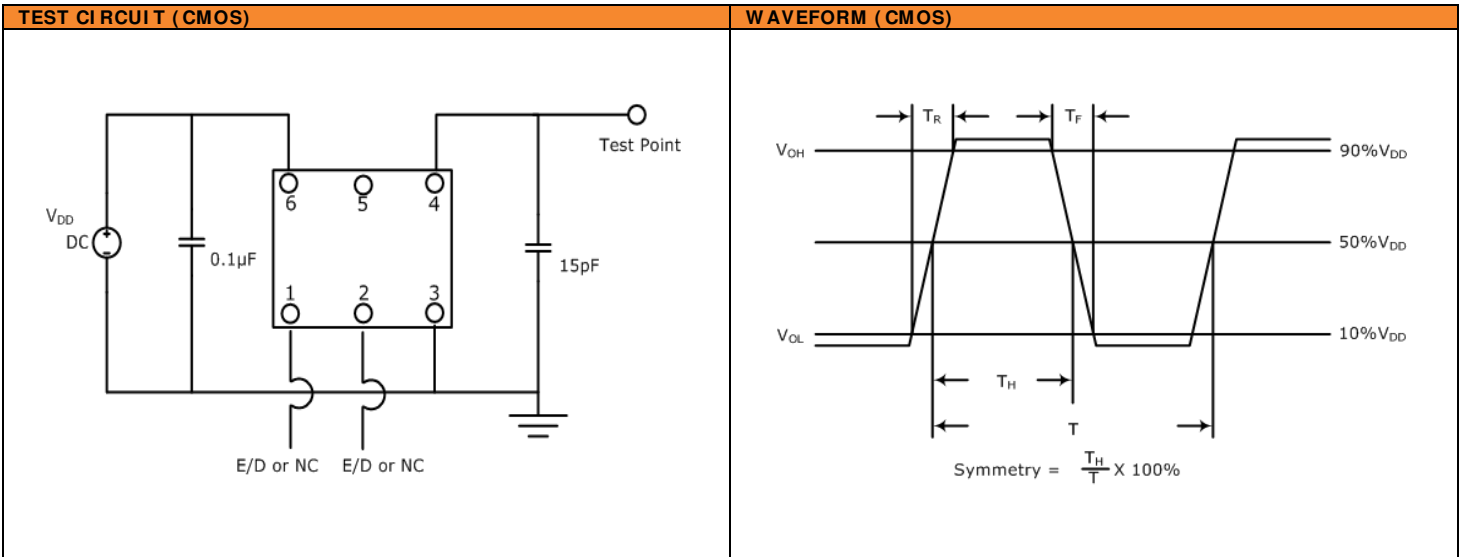 TEST CIRCUIT (CMOS)
6 5 4
1 2 3
VDD
DC
+
-
0.1µF
15pF
Test Point
E/D or NC E/D or NC
WAVEFORM (CMOS)
TR TF
VOH 90%VDD
50%VDD
VOL 10%VDD
TH
T
Symmetry = TH/T X 100%